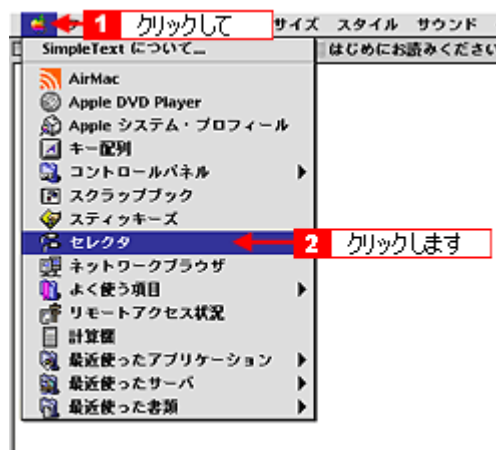 1 クリックして サイズ スタイル サウンド
SimpleText について... はじめにお読みください
AirMac
Apple DVD Player
Apple システム・プロフィール
キー配列
コントロールパネル
スクラップブック
スティッキーズ
セレクタ 2 クリックします
ネットワークブラウザ
よく使う項目
リモートアクセス状況
計算機
最近使ったアプリケーション
最近使ったサーバ
最近使った書類